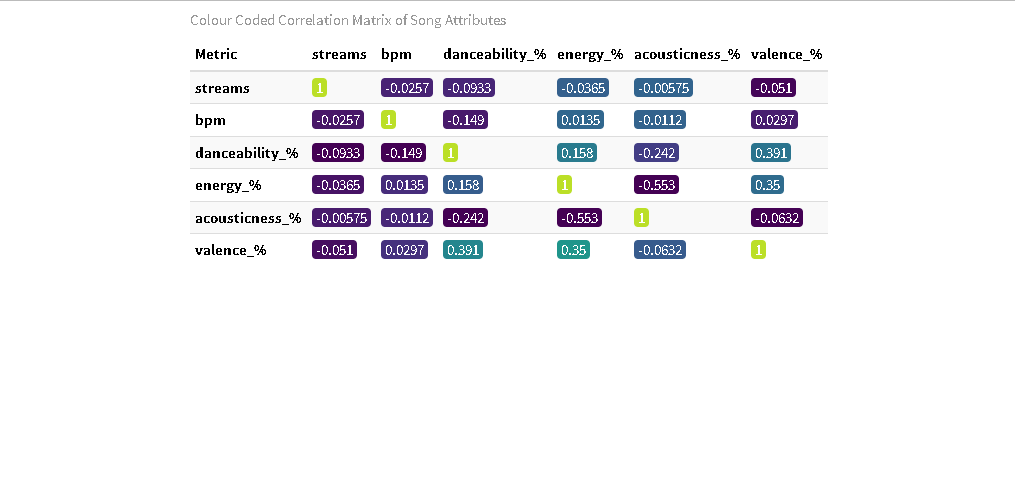 Colour Coded Correlation Matrix of Song Attributes
Metric streams bpm danceability_% energy_% acousticness_% valence_%
streams 1 -0.0257 -0.0933 -0.0365 -0.00575 -0.051
bpm -0.0257 1 -0.149 0.0135 -0.0112 0.0297
danceability_% -0.0933 -0.149 1 0.158 -0.242 0.391
energy_% -0.0365 0.0135 0.158 1 -0.553 0.35
acousticness_% -0.00575 -0.0112 -0.242 -0.553 1 -0.0632
valence_% -0.051 0.0297 0.391 0.35 -0.0632 1